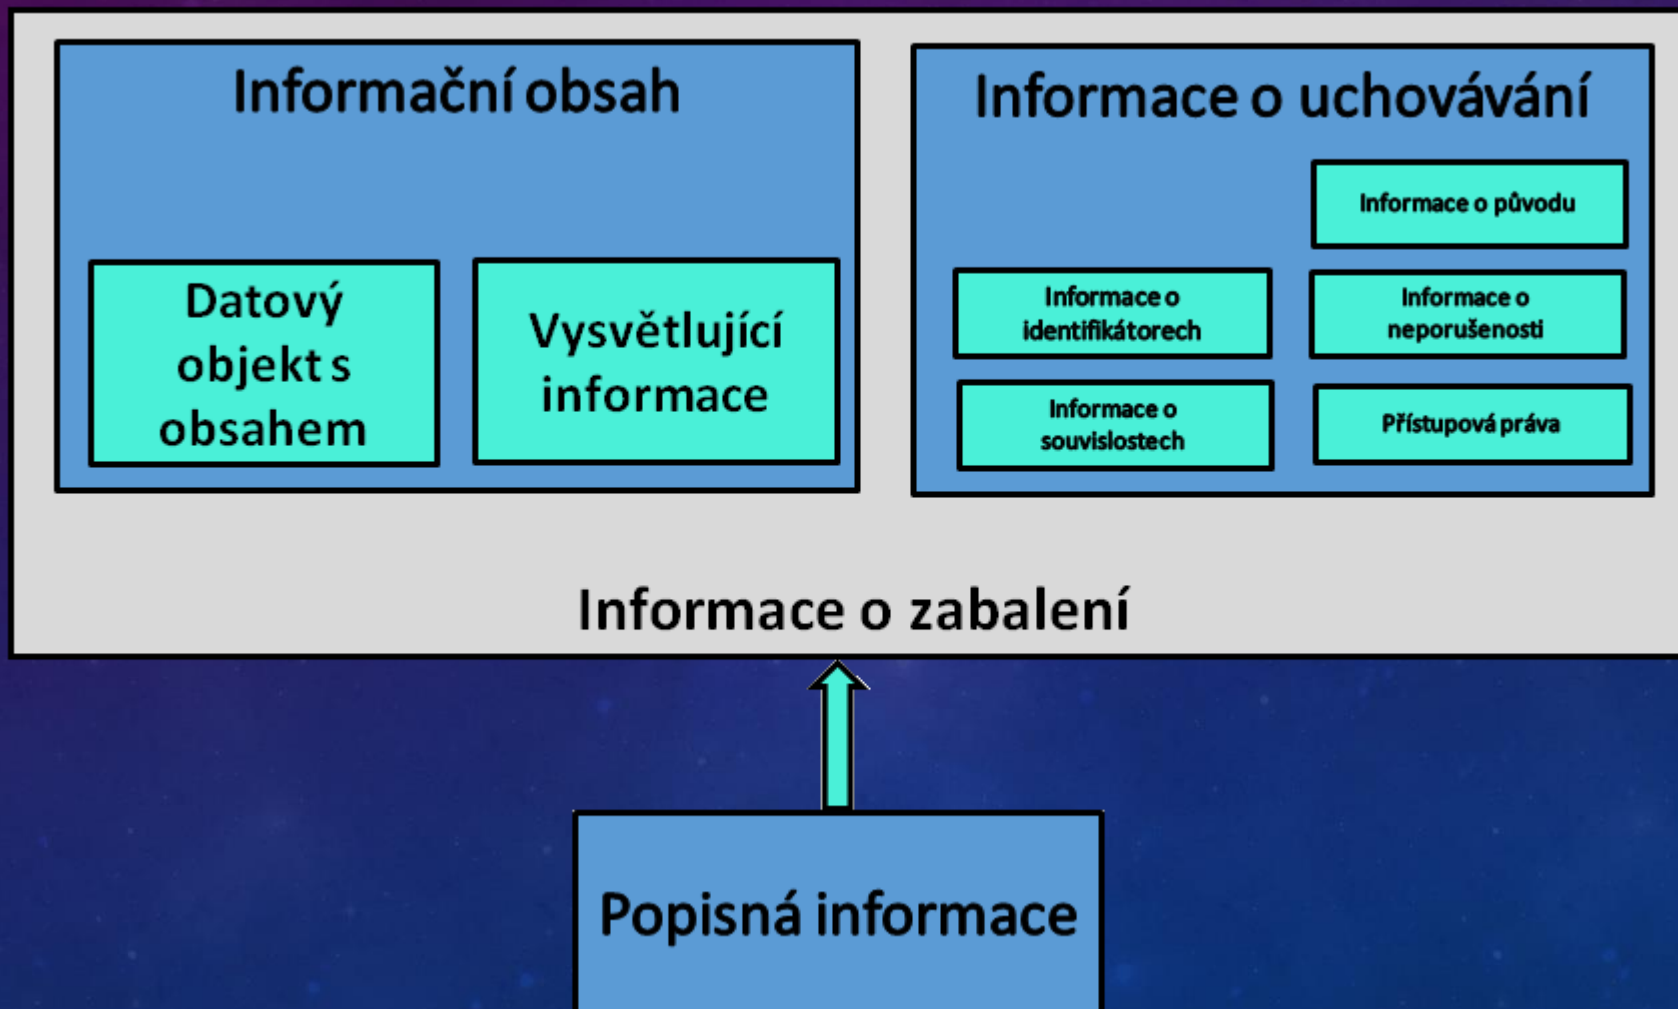 Informační obsah
Datový
objekt s
obsahem
Vysvětlující
informace
Informace o uchovávání
Informace o původu
Informace o
identifikátorech
Informace o
neporušenosti
Informace o
souvislostech
Přístupová práva
Informace o zabalení
Popisná informace